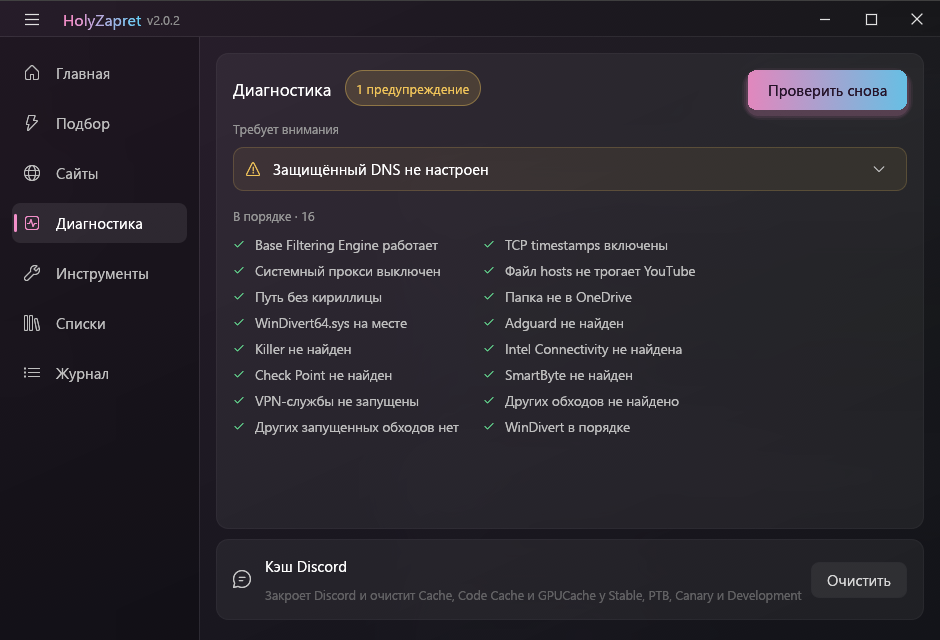 HolyZapret v2.0.2
Главная
Подбор
Сайты
Диагностика
Инструменты
Списки
Журнал
Диагностика
1 предупреждение
Проверить снова
Требует внимания
Защищённый DNS не настроен
В порядке · 16
Base Filtering Engine работает
TCP timestamps включены
Системный прокси выключен
Файл hosts не трогает YouTube
Путь без кириллицы
Папка не в OneDrive
WinDivert64.sys на месте
Adguard не найден
Killer не найден
Intel Connectivity не найдена
Check Point не найден
SmartByte не найден
VPN-службы не запущены
Других обходов не найдено
Других запущенных обходов нет
WinDivert в порядке
Кэш Discord
Закроет Discord и очистит Cache, Code Cache и GPUCache у Stable, PTB, Canary и Development
Очистить